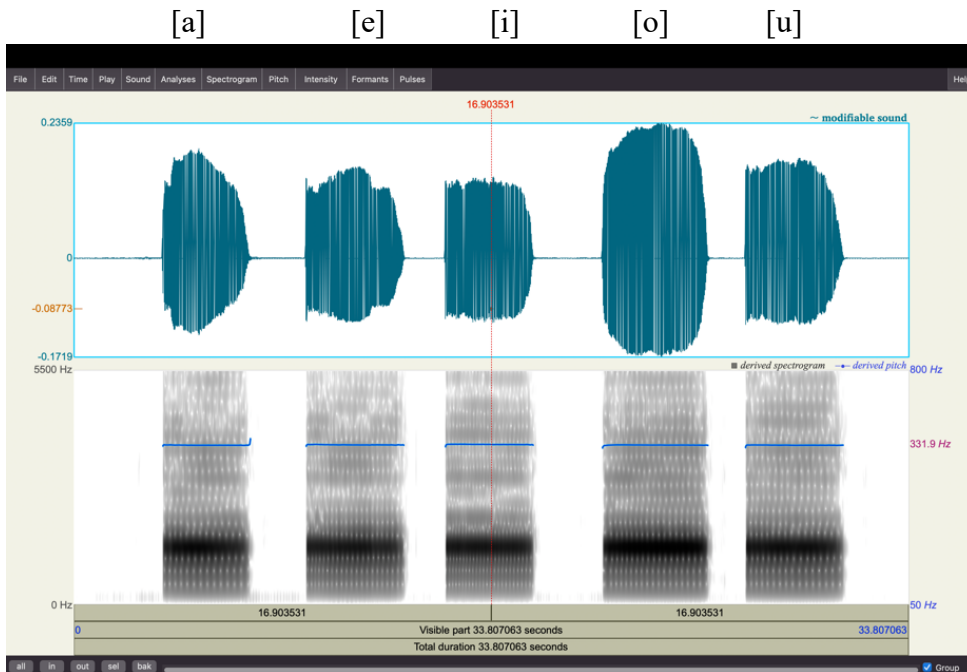 [a] [e] [i] [o] [u]
File Edit Time Play Sound Analyses Spectrogram Pitch Intensity Formants Pulses Hel
16.903531
0.2359
~ modifiable sound
0
-0.08773
-0.1719
derived spectrogram derived pitch
5500 Hz 800 Hz
331.9 Hz
0 Hz 16.903531 16.903531 50 Hz
0 Visible part 33.807063 seconds 33.807063
Total duration 33.807063 seconds
all in out sel bak Group